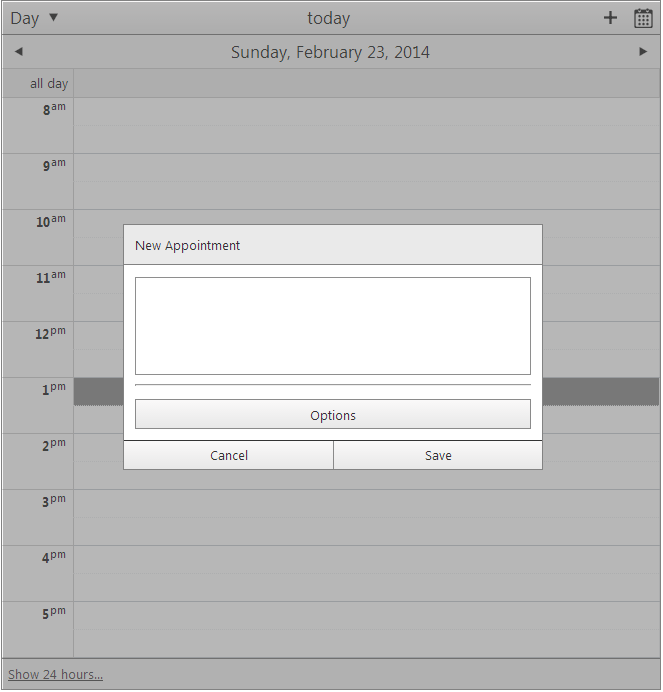 Day today
Sunday, February 23, 2014
all day
8am
9am
10am
New Appointment
11am
12pm
1pm
Options
2pm
Cancel Save
3pm
4pm
5pm
Show 24 hours...